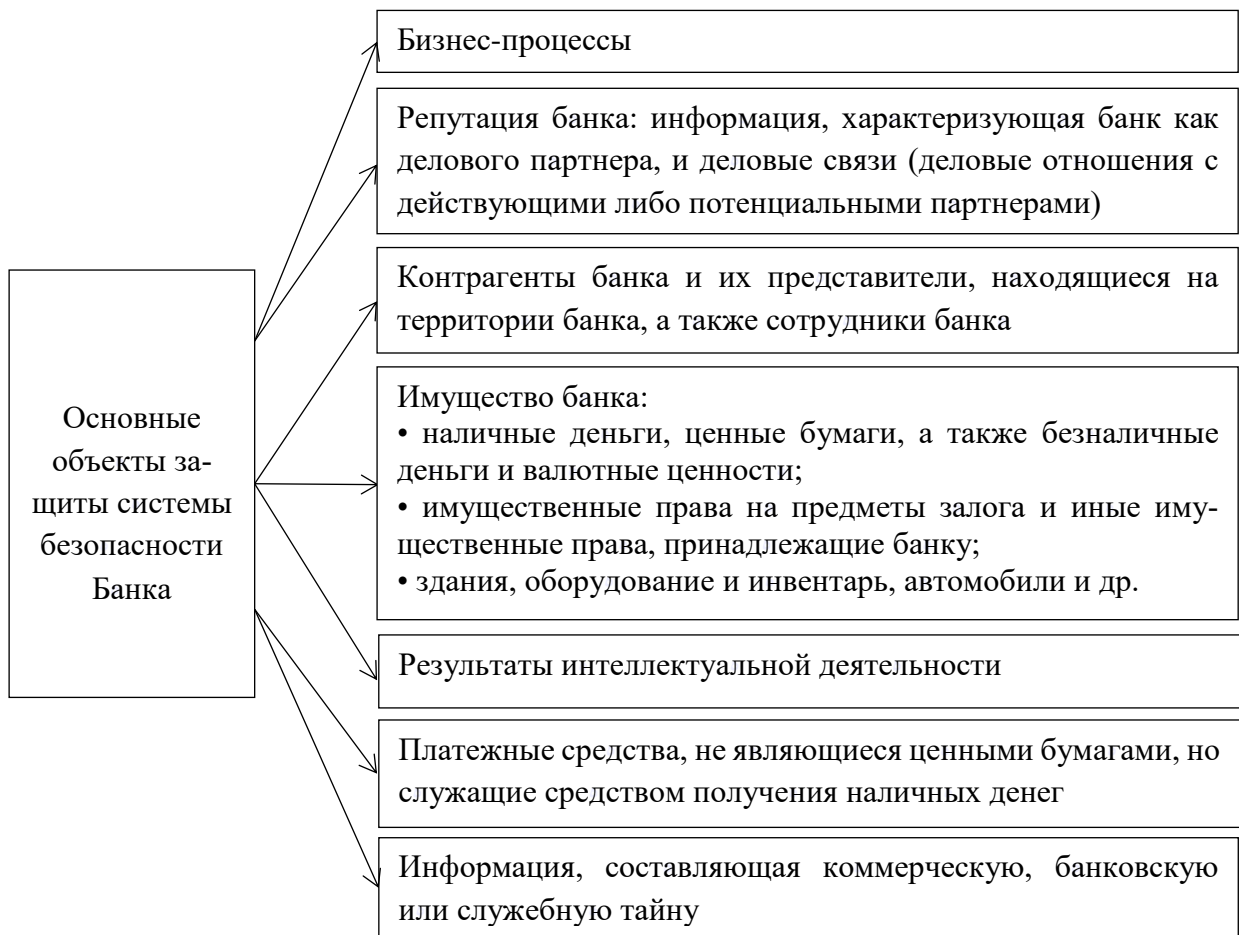 Бизнес-процессы
Репутация банка: информация, характеризующая банк как
делового партнера, и деловые связи (деловые отношения с
действующими либо потенциальными партнерами)
Контрагенты банка и их представители, находящиеся на
территории банка, а также сотрудники банка
Основные
объекты за-
щиты системы
безопасности
Банка
Имущество банка:
• наличные деньги, ценные бумаги, а также безналичные
деньги и валютные ценности;
• имущественные права на предметы залога и иные иму-
щественные права, принадлежащие банку;
• здания, оборудование и инвентарь, автомобили и др.
Результаты интеллектуальной деятельности
Платежные средства, не являющиеся ценными бумагами, но
служащие средством получения наличных денег
Информация, составляющая коммерческую, банковскую
или служебную тайну